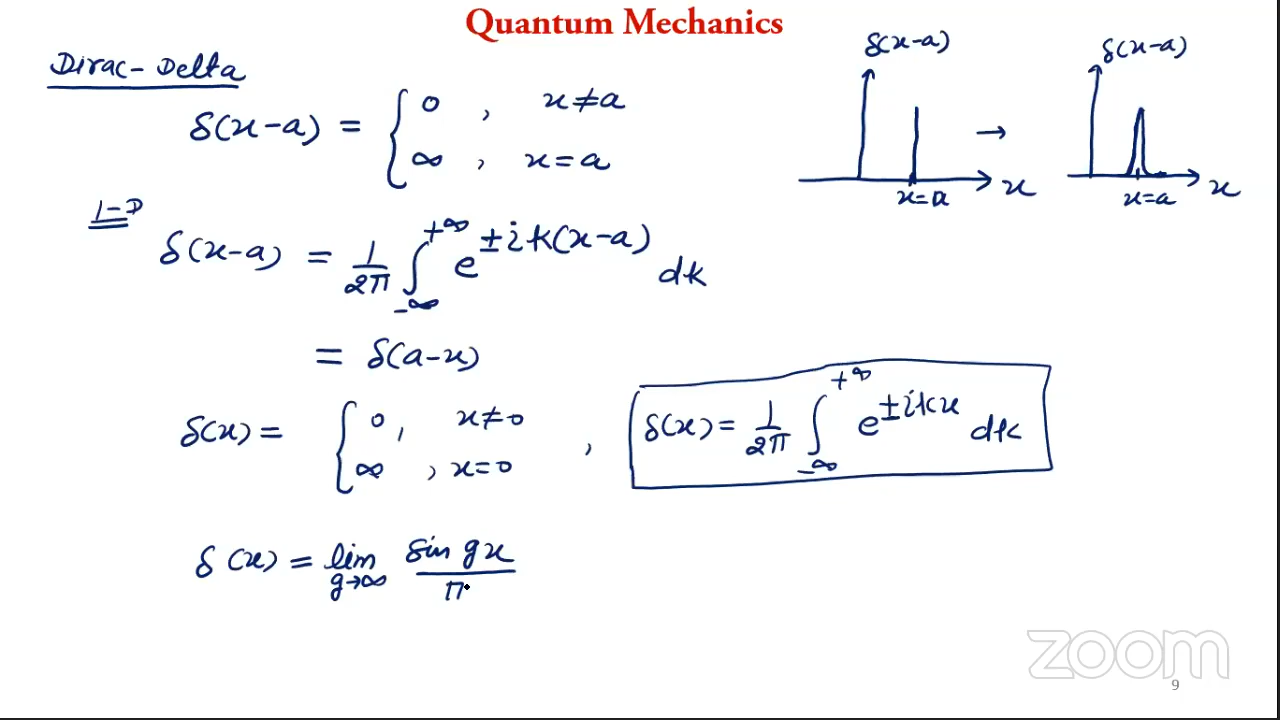 Quantum Mechanics
Dirac-Delta
δ(x-a) = { 0 , x≠a
∞ , x=a
δ(x-a)
x=a
x
→
δ(x-a)
x=a
x
1-D
δ(x-a) = 1/2π ∫_{-∞}^{+∞} e^{±ik(x-a)} dk
= δ(a-x)
δ(x) = { 0, x≠0
∞ , x=0
,
δ(x) = 1/2π ∫_{-∞}^{+∞} e^{±ikx} dk
δ(x) = lim_{g→∞} sin gx / π
zoom
9